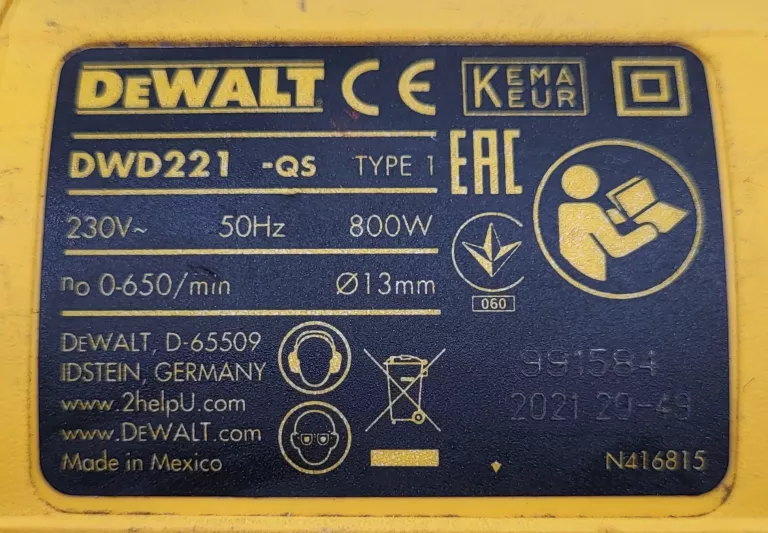 DEWALT CE KEMA KEUR
DWD221 -QS TYPE 1 EAC
230V~ 50Hz 800W
060
no 0-650/min Ø13mm
DEWALT, D-65509
IDSTEIN, GERMANY
www.2helpU.com
www.DEWALT.com
Made in Mexico
991584
2021 20-49
N416815